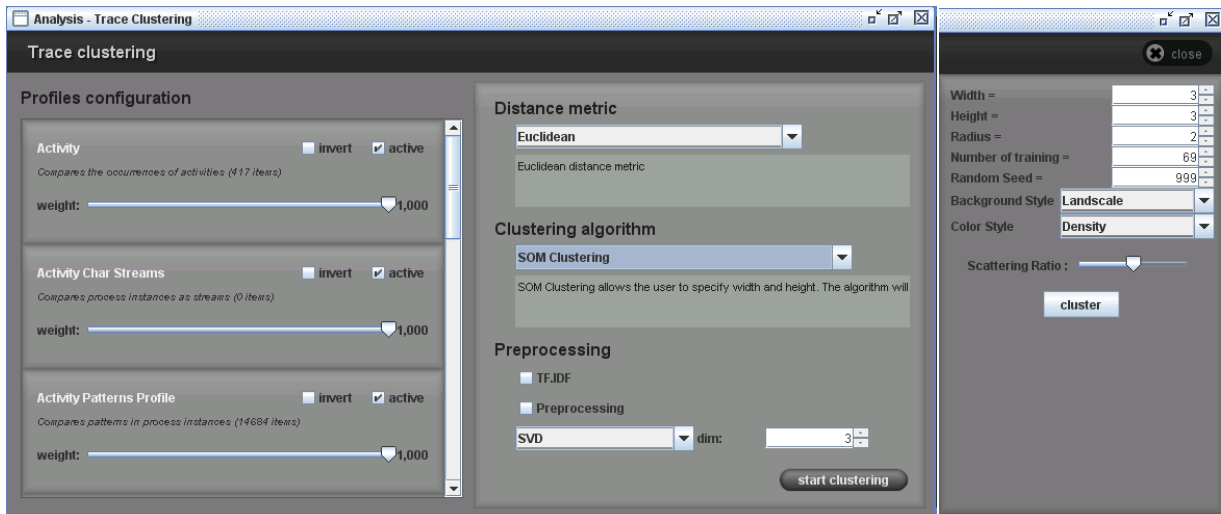 Analysis - Trace Clustering
Trace clustering
Profiles configuration
Activity invert active
Compares the occurrences of activities (417 items)
weight: 1,000
Activity Char Streams invert active
Compares process instances as streams (0 items)
weight: 1,000
Activity Patterns Profile invert active
Compares patterns in process instances (14684 items)
weight: 1,000
Distance metric
Euclidean
Euclidean distance metric
Clustering algorithm
SOM Clustering
SOM Clustering allows the user to specify width and height. The algorithm will
Preprocessing
TF.IDF
Preprocessing
SVD dim: 3
start clustering
close
Width = 3
Height = 3
Radius = 2
Number of training = 69
Random Seed = 999
Background Style Landscale
Color Style Density
Scattering Ratio :
cluster